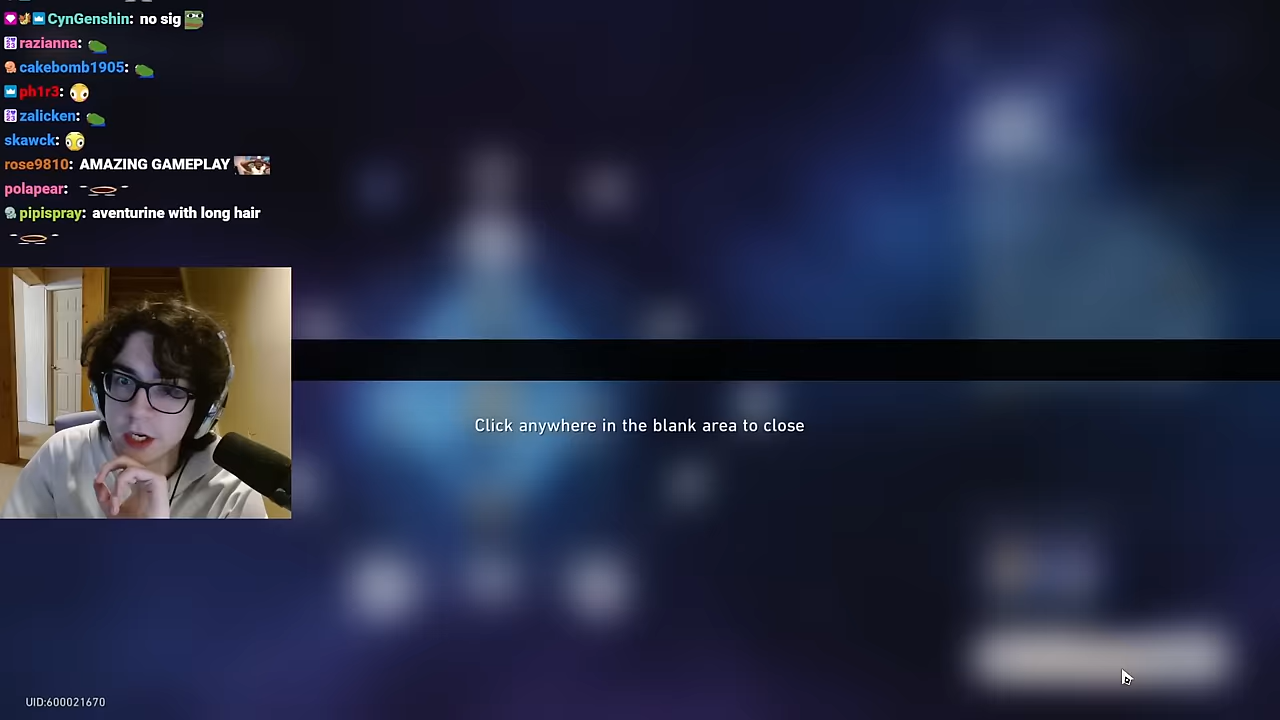 CynGenshin: no sig
razianna:
cakebomb1905:
ph1r3:
zalicken:
skawck:
rose9810: AMAZING GAMEPLAY
polapear:
pipispray: aventurine with long hair
Click anywhere in the blank area to close
UID:600021670